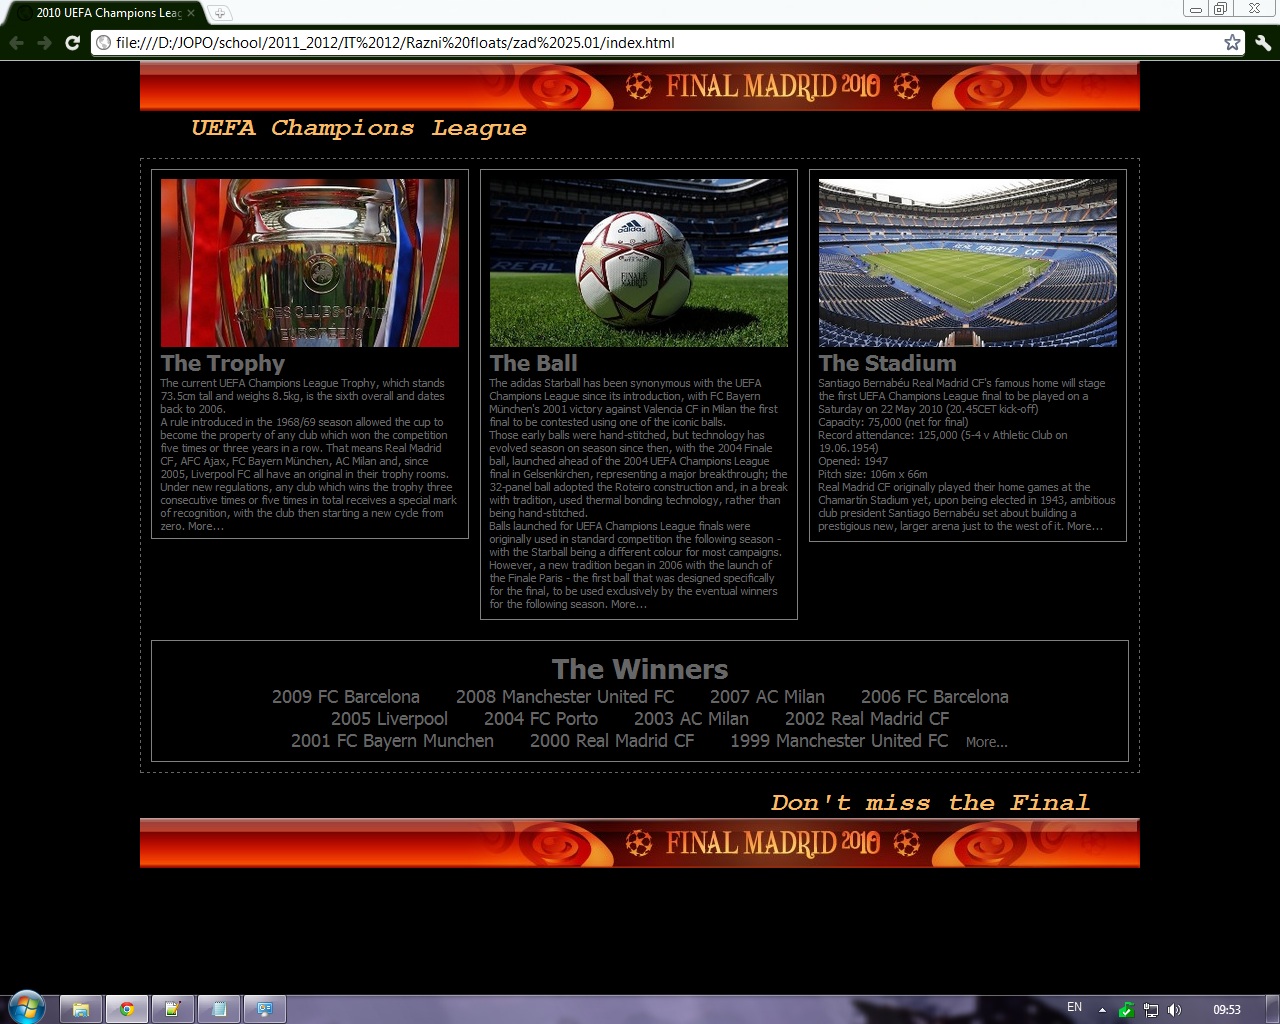 2010 UEFA Champions Leag
file:///D:/JOPO/school/2011_2012/IT%2012/Razni%20floats/zad%2025.01/index.html
FINAL MADRID 2010
UEFA Champions League
DES CLUBS CHAMP
EUROPÉENS
adidas
FINALE
MADRID
REAL
REAL MADRID C.F.
The Trophy
The current UEFA Champions League Trophy, which stands
73.5cm tall and weighs 8.5kg, is the sixth overall and dates
back to 2006.
A rule introduced in the 1968/69 season allowed the cup to
become the property of any club which won the competition
five times or three years in a row. That means Real Madrid
CF, AFC Ajax, FC Bayern München, AC Milan and, since
2005, Liverpool FC all have an original in their trophy rooms.
Under new regulations, any club which wins the trophy three
consecutive times or five times in total receives a special mark
of recognition, with the club then starting a new cycle from
zero. More...
The Ball
The adidas Starball has been synonymous with the UEFA
Champions League since its introduction, with FC Bayern
München's 2001 victory against Valencia CF in Milan the first
final to be contested using one of the iconic balls.
Those early balls were hand-stitched, but technology has
evolved season on season since then, with the 2004 Finale
ball, launched ahead of the 2004 UEFA Champions League
final in Gelsenkirchen, representing a major breakthrough; the
32-panel ball adopted the Roteiro construction and, in a break
with tradition, used thermal bonding technology, rather than
being hand-stitched.
Balls launched for UEFA Champions League finals were
originally used in standard competition the following season -
with the Starball being a different colour for most campaigns.
However, a new tradition began in 2006 with the launch of
the Finale Paris - the first ball that was designed specifically
for the final, to be used exclusively by the eventual winners
for the following season. More...
The Stadium
Santiago Bernabéu Real Madrid CF's famous home will stage
the first UEFA Champions League final to be played on a
Saturday on 22 May 2010 (20.45CET kick-off)
Capacity: 75,000 (net for final)
Record attendance: 125,000 (5-4 v Athletic Club on
19.06.1954)
Opened: 1947
Pitch size: 106m x 66m
Real Madrid CF originally played their home games at the
Chamartín Stadium yet, upon being elected in 1943, ambitious
club president Santiago Bernabéu set about building a
prestigious new, larger arena just to the west of it. More...
The Winners
2009 FC Barcelona 2008 Manchester United FC 2007 AC Milan 2006 FC Barcelona
2005 Liverpool 2004 FC Porto 2003 AC Milan 2002 Real Madrid CF
2001 FC Bayern Munchen 2000 Real Madrid CF 1999 Manchester United FC More...
Don't miss the Final
FINAL MADRID 2010
EN
09:53